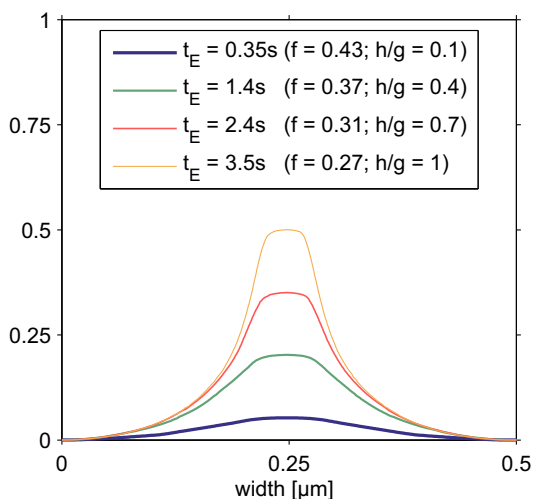 1
t_E = 0.35s (f = 0.43; h/g = 0.1)
t_E = 1.4s (f = 0.37; h/g = 0.4)
t_E = 2.4s (f = 0.31; h/g = 0.7)
t_E = 3.5s (f = 0.27; h/g = 1)
0.75
0.5
0.25
0
0 0.25 0.5
width [µm]